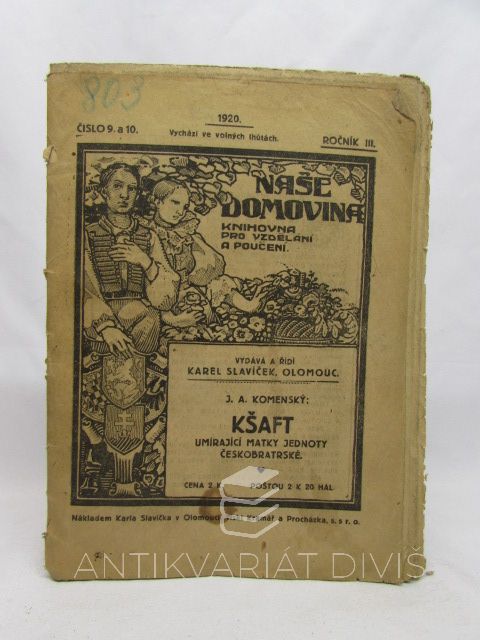 803
1920.
ČÍSLO 9. a 10.
Vychází ve volných lhůtách.
ROČNÍK III.
NAŠE
DOMOVINA
KNIHOVNA
PRO VZDĚLÁNÍ
A POUČENÍ.
VYDÁVÁ A ŘÍDÍ
KAREL SLAVÍČEK, OLOMOUC.
J. A. KOMENSKÝ:
KŠAFT
UMÍRAJÍCÍ MATKY JEDNOTY
ČESKOBRATRSKÉ.
CENA 2 K. POŠTOU 2 K 20 HAL.
Nákladem Karla Slavíčka v Olomouci. Tiskl Kramář a Procházka, s. s r. o.
ANTIKVARIÁT DIVIŠ